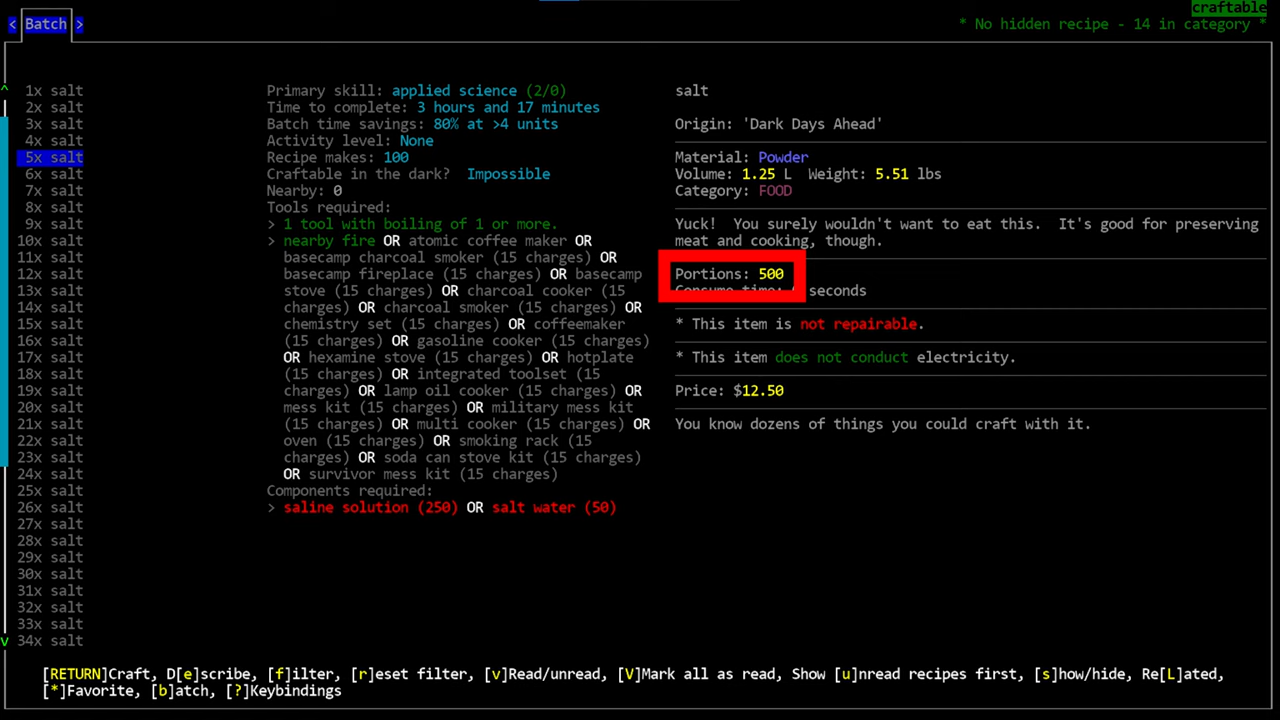 craftable
< Batch >
* No hidden recipe - 14 in category *
1x salt
2x salt
3x salt
4x salt
5x salt
6x salt
7x salt
8x salt
9x salt
10x salt
11x salt
12x salt
13x salt
14x salt
15x salt
16x salt
17x salt
18x salt
19x salt
20x salt
21x salt
22x salt
23x salt
24x salt
25x salt
26x salt
27x salt
28x salt
29x salt
30x salt
31x salt
32x salt
33x salt
34x salt
Primary skill: applied science (2/0)
Time to complete: 3 hours and 17 minutes
Batch time savings: 80% at >4 units
Activity level: None
Recipe makes: 100
Craftable in the dark? Impossible
Nearby: 0
Tools required:
> 1 tool with boiling of 1 or more.
> nearby fire OR atomic coffee maker OR
basecamp charcoal smoker (15 charges) OR
basecamp fireplace (15 charges) OR basecamp
stove (15 charges) OR charcoal cooker (15
charges) OR charcoal smoker (15 charges) OR
chemistry set (15 charges) OR coffeemaker
(15 charges) OR gasoline cooker (15 charges)
OR hexamine stove (15 charges) OR hotplate
(15 charges) OR integrated toolset (15
charges) OR lamp oil cooker (15 charges) OR
mess kit (15 charges) OR military mess kit
(15 charges) OR multi cooker (15 charges) OR
oven (15 charges) OR smoking rack (15
charges) OR soda can stove kit (15 charges)
OR survivor mess kit (15 charges)
Components required:
> saline solution (250) OR salt water (50)
salt
Origin: 'Dark Days Ahead'
Material: Powder
Volume: 1.25 L Weight: 5.51 lbs
Category: FOOD
Yuck! You surely wouldn't want to eat this. It's good for preserving
meat and cooking, though.
Portions: 500
Consume time: seconds
* This item is not repairable.
* This item does not conduct electricity.
Price: $12.50
You know dozens of things you could craft with it.
[RETURN]Craft, D[e]scribe, [f]ilter, [r]eset filter, [v]Read/unread, [V]Mark all as read, Show [u]nread recipes first, [s]how/hide, Re[L]ated,
[*]Favorite, [b]atch, [?]Keybindings